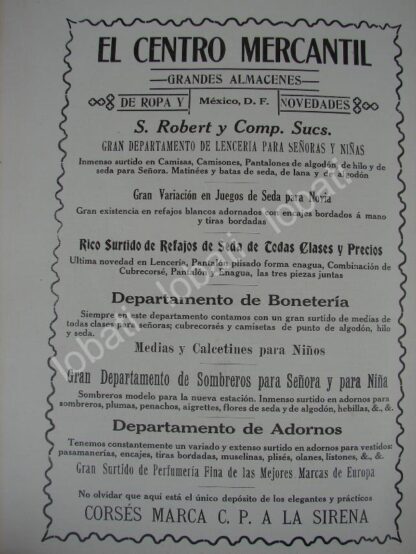 EL CENTRO MERCANTIL
GRANDES ALMACENES
DE ROPA Y México, D. F. NOVEDADES
S. Robert y Comp. Sucs.
GRAN DEPARTAMENTO DE LENCERÍA PARA SEÑORAS Y NIÑAS
Inmenso surtido en Camisas, Camisones, Pantalones de algodón, de hilo y de
seda para Señora. Matinées y batas de seda, de lana y de algodón
Gran Variación en Juegos de Seda para Novia
Gran existencia en refajos blancos adornados con encajes bordados á mano
y tiras bordadas
Rico Surtido de Refajos de Seda de Todas Clases y Precios
Ultima novedad en Lencería, Pantalón plisado forma enagua, Combinación de
Cubrecorsé, Pantalón y Enagua, las tres piezas juntas
Departamento de Bonetería
Siempre en este departamento contamos con un gran surtido de medias de
todas clases para señoras; cubrecorsés y camisetas de punto de algodón, hilo
y seda.
Medias y Calcetines para Niños
Gran Departamento de Sombreros para Señora y para Niña
Sombreros modelo para la nueva estación. Inmenso surtido en adornos para
sombreros, plumas, penachos, aigrettes, flores de seda y de algodón, hebillas, &., &.
Departamento de Adornos
Tenemos constantemente un variado y extenso surtido en adornos para vestidos:
pasamanerías, encajes, tiras bordadas, muselinas, plisés, olanes, listones, &., &.
Gran Surtido de Perfumería Fina de las Mejores Marcas de Europa
No olvidar que aquí está el único depósito de los elegantes y prácticos
CORSÉS MARCA C. P. A LA SIRENA
lobati lobati lobati